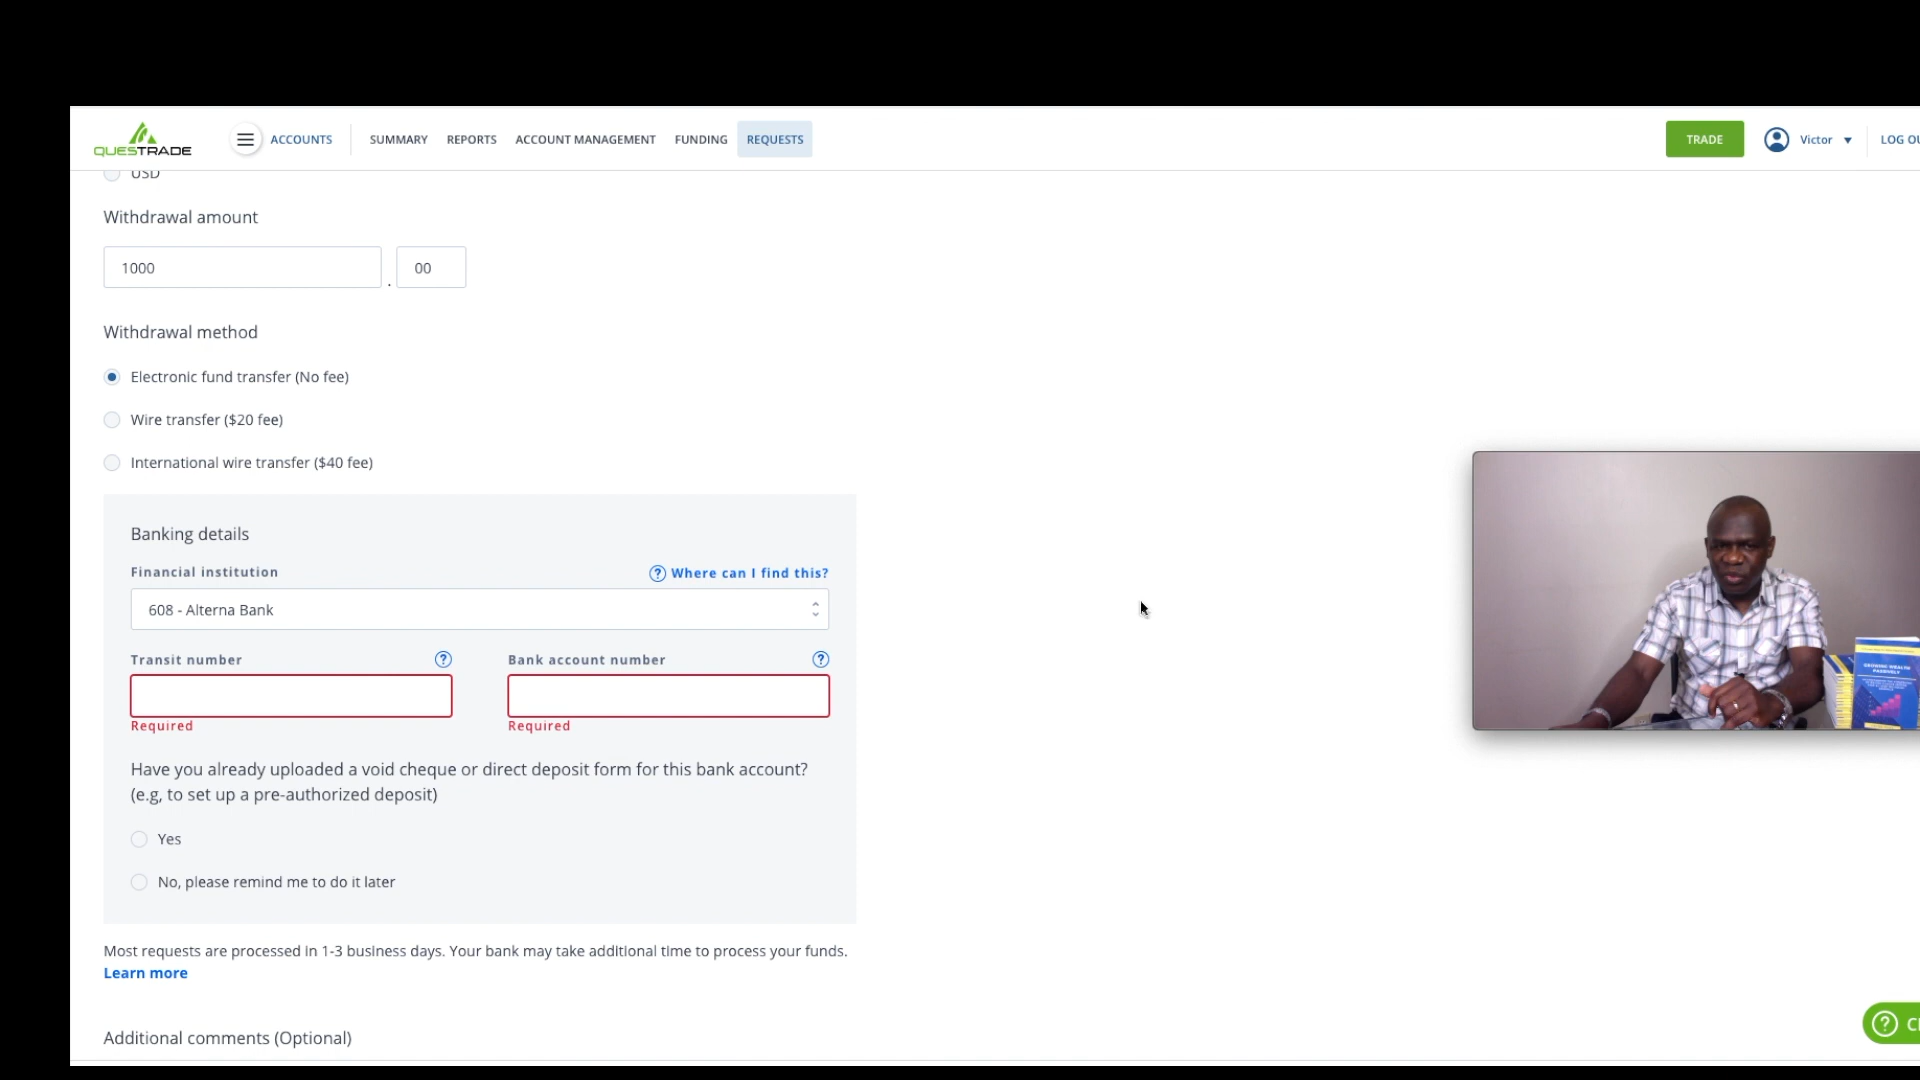 QUESTRADE
ACCOUNTS
SUMMARY
REPORTS
ACCOUNT MANAGEMENT
FUNDING
REQUESTS
TRADE
Victor
LOG OU
USD
Withdrawal amount
1000 . 00
Withdrawal method
Electronic fund transfer (No fee)
Wire transfer ($20 fee)
International wire transfer ($40 fee)
Banking details
Financial institution
? Where can I find this?
608 - Alterna Bank
Transit number ?
Bank account number ?
Required
Required
Have you already uploaded a void cheque or direct deposit form for this bank account?
(e.g, to set up a pre-authorized deposit)
Yes
No, please remind me to do it later
Most requests are processed in 1-3 business days. Your bank may take additional time to process your funds.
Learn more
Additional comments (Optional)
GROWING WEALTH
PASSIVELY